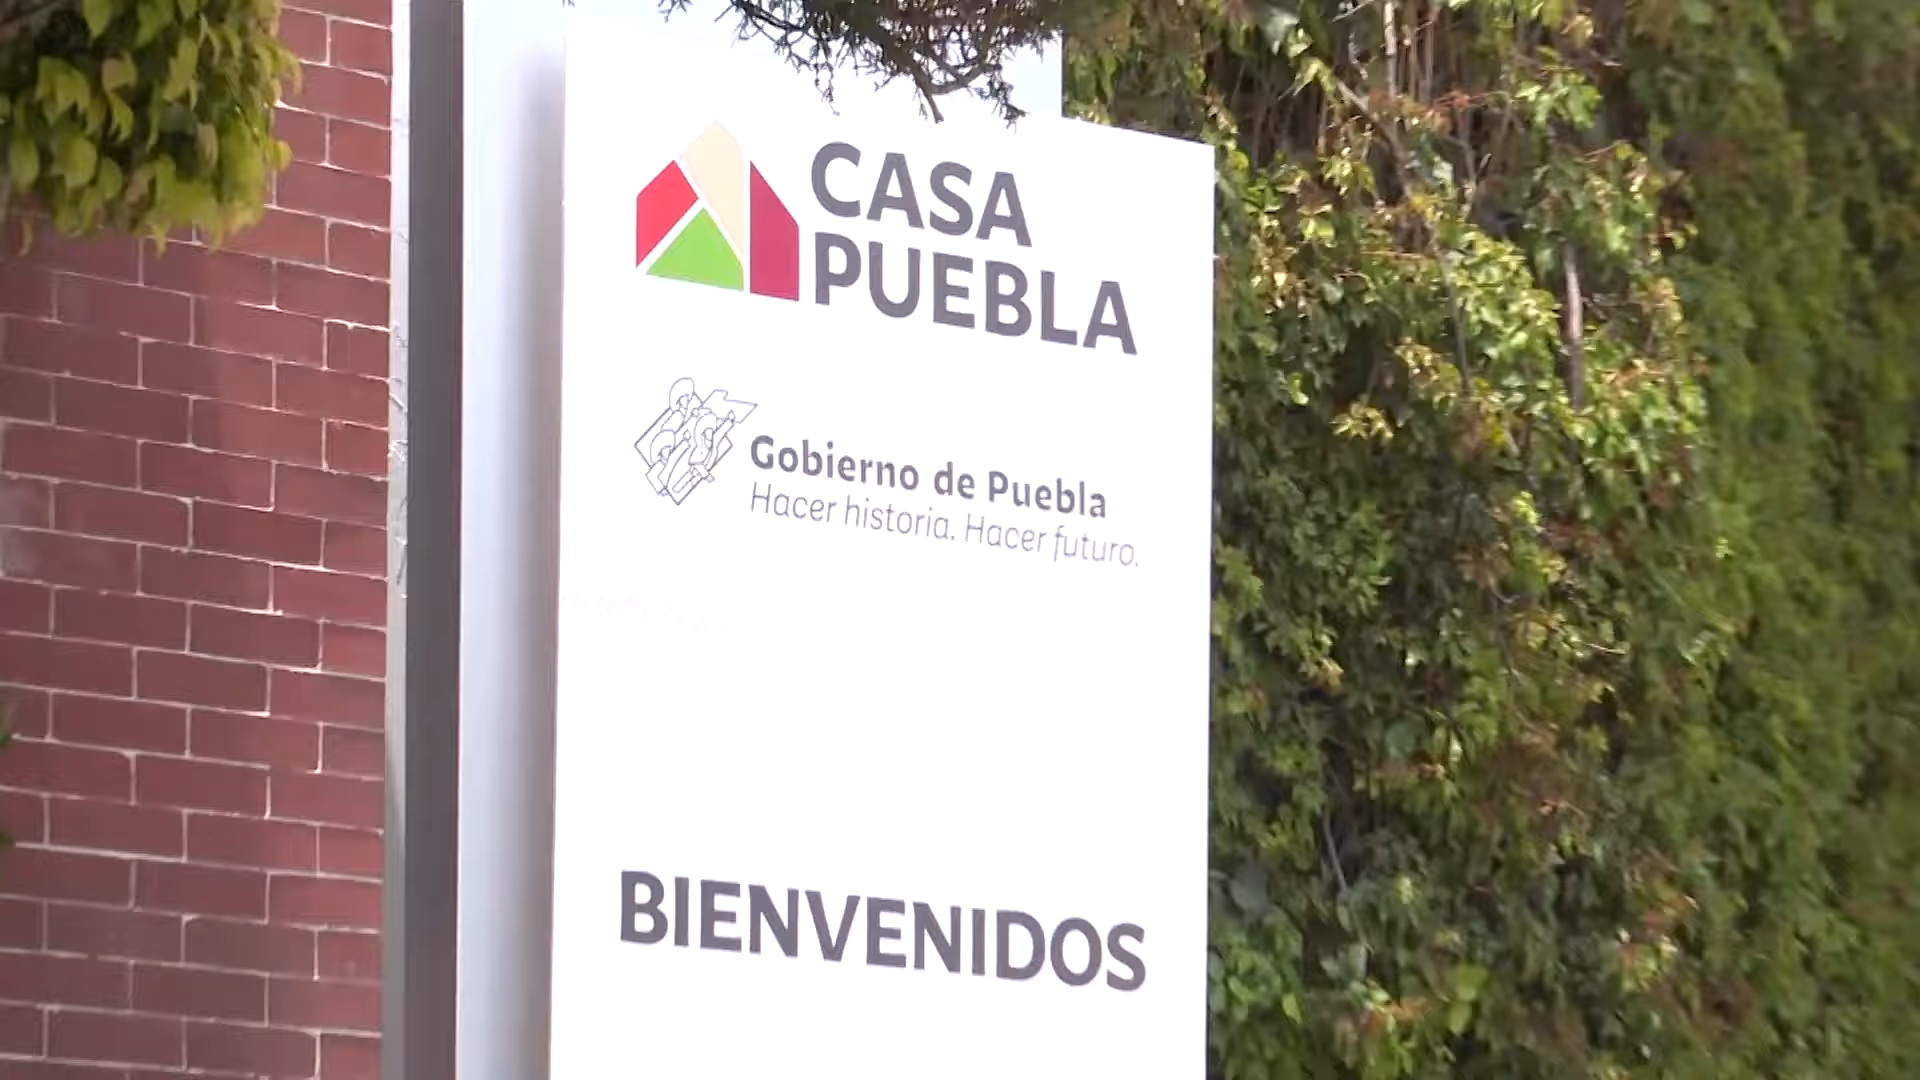 CASA
PUEBLA
Gobierno de Puebla
Hacer historia. Hacer futuro.
BIENVENIDOS